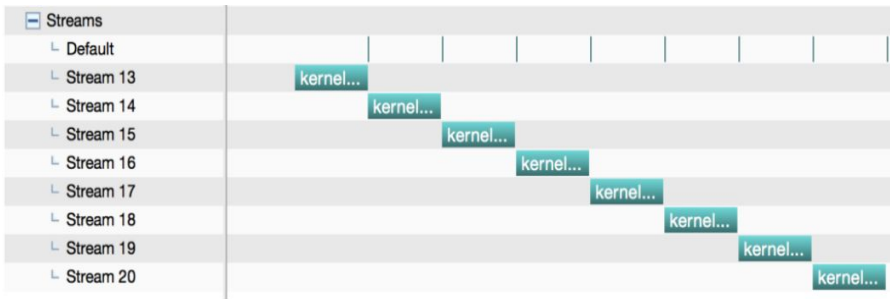 Streams
Default
Stream 13 kernel...
Stream 14 kernel...
Stream 15 kernel...
Stream 16 kernel...
Stream 17 kernel...
Stream 18 kernel...
Stream 19 kernel...
Stream 20 kernel...